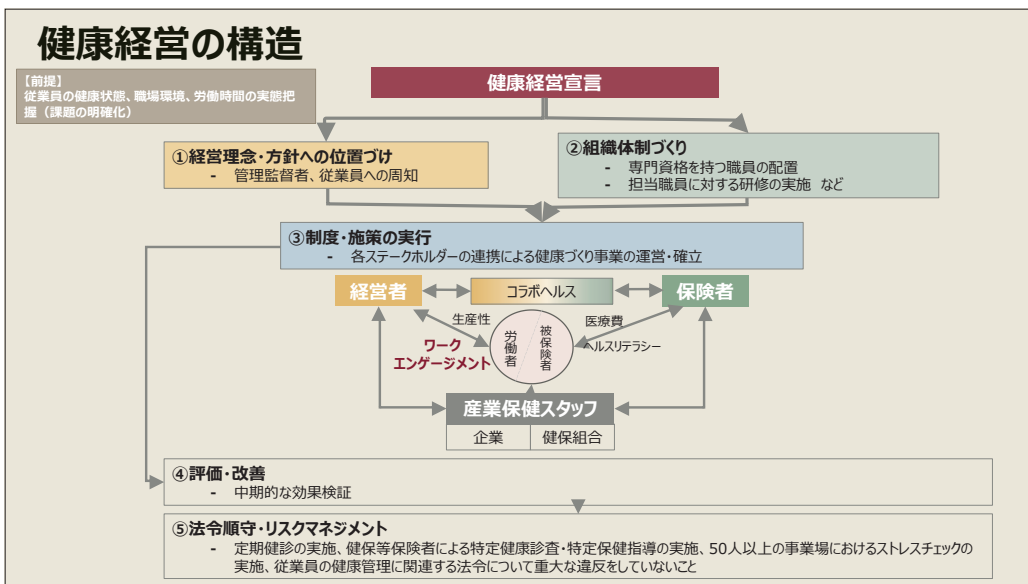 健康経営の構造
【前提】
従業員の健康状態、職場環境、労働時間の実態把
握（課題の明確化）
健康経営宣言
①経営理念・方針への位置づけ
- 管理監督者、従業員への周知
②組織体制づくり
- 専門資格を持つ職員の配置
- 担当職員に対する研修の実施 など
③制度・施策の実行
- 各ステークホルダーの連携による健康づくり事業の運営・確立
経営者
コラボヘルス
保険者
生産性
医療費
労働者
被保険者
ワーク
エンゲージメント
ヘルスリテラシー
産業保健スタッフ
企業
健保組合
④評価・改善
- 中期的な効果検証
⑤法令順守・リスクマネジメント
- 定期健診の実施、健保等保険者による特定健康診査・特定保健指導の実施、50人以上の事業場におけるストレスチェックの
実施、従業員の健康管理に関連する法令について重大な違反をしていないこと